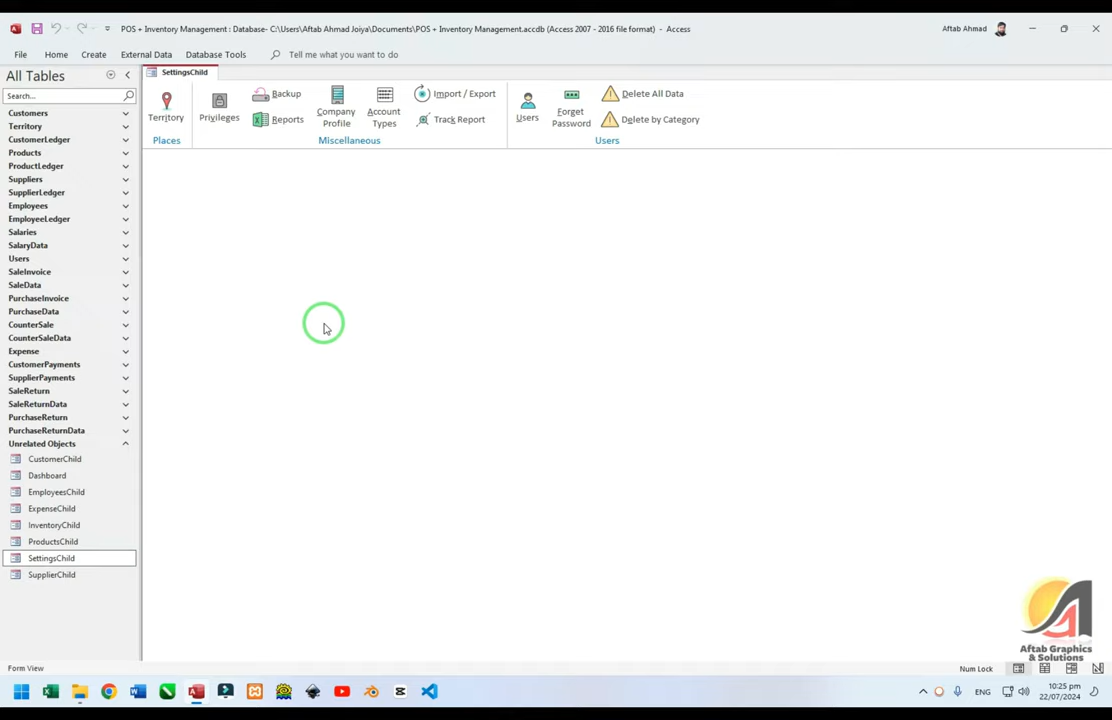 POS + Inventory Management : Database- C:\Users\Aftab Ahmad Joiya\Documents\POS + Inventory Management.accdb (Access 2007 - 2016 file format) - Access
Aftab Ahmad
File Home Create External Data Database Tools Tell me what you want to do
All Tables
Search...
Customers
Territory
CustomerLedger
Products
ProductLedger
Suppliers
SupplierLedger
Employees
EmployeeLedger
Salaries
SalaryData
Users
SaleInvoice
SaleData
PurchaseInvoice
PurchaseData
CounterSale
CounterSaleData
Expense
CustomerPayments
SupplierPayments
SaleReturn
SaleReturnData
PurchaseReturn
PurchaseReturnData
Unrelated Objects
CustomerChild
Dashboard
EmployeesChild
ExpenseChild
InventoryChild
ProductsChild
SettingsChild
SupplierChild
SettingsChild
Territory
Places
Privileges
Backup
Reports
Company
Profile
Account
Types
Import / Export
Track Report
Miscellaneous
Users
Forget
Password
Delete All Data
Delete by Category
Users
Aftab Graphics
& Solutions
Form View
Num Lock
ENG
10:25 pm
22/07/2024